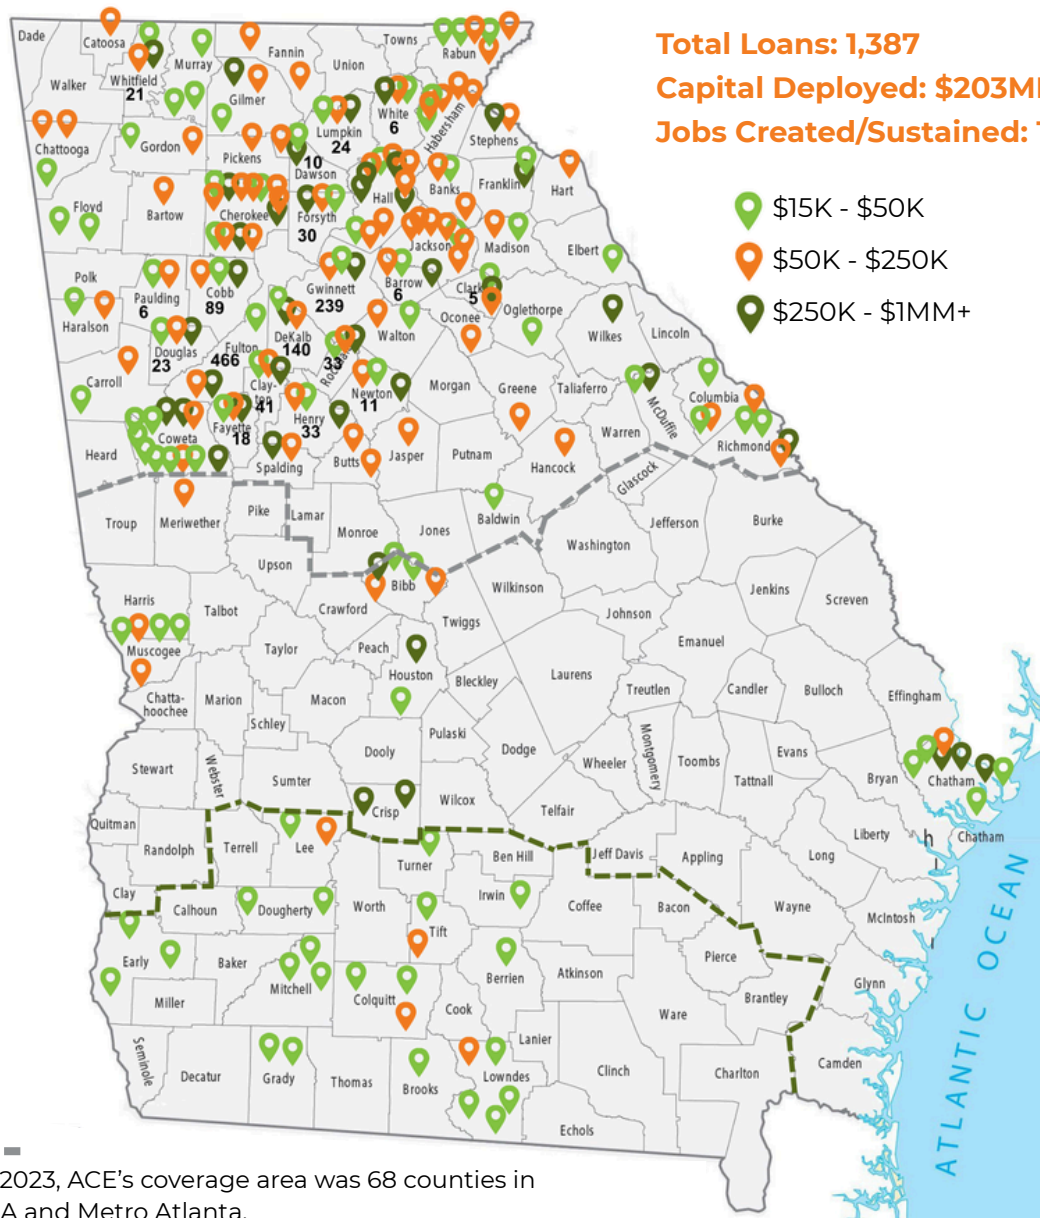 Total Loans: 1,387
Capital Deployed: $203M
Jobs Created/Sustained:
$15K - $50K
$50K - $250K
$250K - $1MM+
Dade
Catoosa
Whitfield
21
Murray
Fannin
Union
Towns
Rabun
Walker
Gilmer
White
6
Habersham
Stephens
Chattooga
Gordon
Pickens
Lumpkin
24
10
Dawson
Hall
Banks
Franklin
Hart
Floyd
Bartow
Cherokee
Forsyth
30
Jackson
Madison
Elbert
Polk
Haralson
Paulding
6
Cobb
89
Gwinnett
239
Barrow
6
Clark
5
Oconee
Oglethorpe
Wilkes
Lincoln
Douglas
23
Fulton
466
DeKalb
140
33
Walton
Carroll
Clay-
ton
41
Newton
11
Morgan
Greene
Taliaferro
McDuffie
Columbia
Richmond
Heard
Coweta
Fayette
18
Henry
33
Spalding
Butts
Jasper
Putnam
Hancock
Warren
Glascock
Troup
Meriwether
Pike
Lamar
Monroe
Jones
Baldwin
Washington
Jefferson
Burke
Upson
Bibb
Wilkinson
Jenkins
Screven
Harris
Talbot
Crawford
Twiggs
Johnson
Emanuel
Muscogee
Taylor
Peach
Houston
Bleckley
Laurens
Treutlen
Candler
Bulloch
Effingham
Chatta-
hoochee
Marion
Schley
Macon
Pulaski
Dooly
Dodge
Wheeler
Montgomery
Toombs
Evans
Tattnall
Bryan
Chatham
Stewart
Webster
Sumter
Crisp
Wilcox
Telfair
Liberty
h
Chatham
Quitman
Randolph
Terrell
Lee
Turner
Ben Hill
Jeff Davis
Appling
Long
Clay
Calhoun
Dougherty
Worth
Irwin
Coffee
Bacon
Wayne
McIntosh
Early
Baker
Mitchell
Tift
Berrien
Atkinson
Pierce
Glynn
Miller
Colquitt
Cook
Ware
Brantley
Seminole
Decatur
Grady
Thomas
Brooks
Lowndes
Lanier
Clinch
Charlton
Camden
Echols
ATLANTIC OCEAN
2023, ACE’s coverage area was 68 counties in
A and Metro Atlanta.